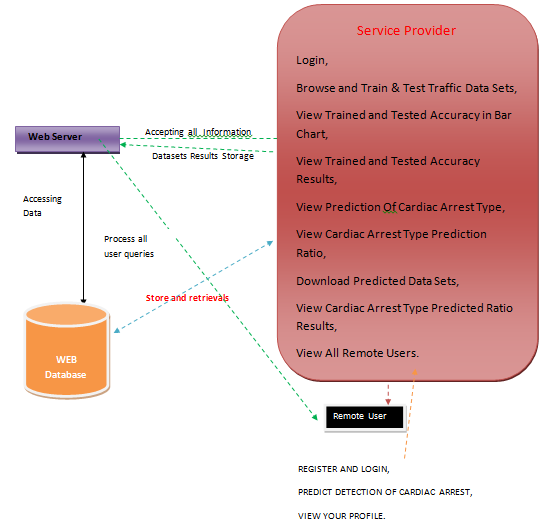 Service Provider
Login,
Browse and Train & Test Traffic Data Sets,
View Trained and Tested Accuracy in Bar
Chart,
View Trained and Tested Accuracy
Results,
View Prediction Of Cardiac Arrest Type,
View Cardiac Arrest Type Prediction
Ratio,
Download Predicted Data Sets,
View Cardiac Arrest Type Predicted Ratio
Results,
View All Remote Users.
Web Server
Accepting all Information
Datasets Results Storage
Accessing
Data
Process all
user queries
Store and retrievals
WEB
Database
Remote User
REGISTER AND LOGIN,
PREDICT DETECTION OF CARDIAC ARREST,
VIEW YOUR PROFILE.